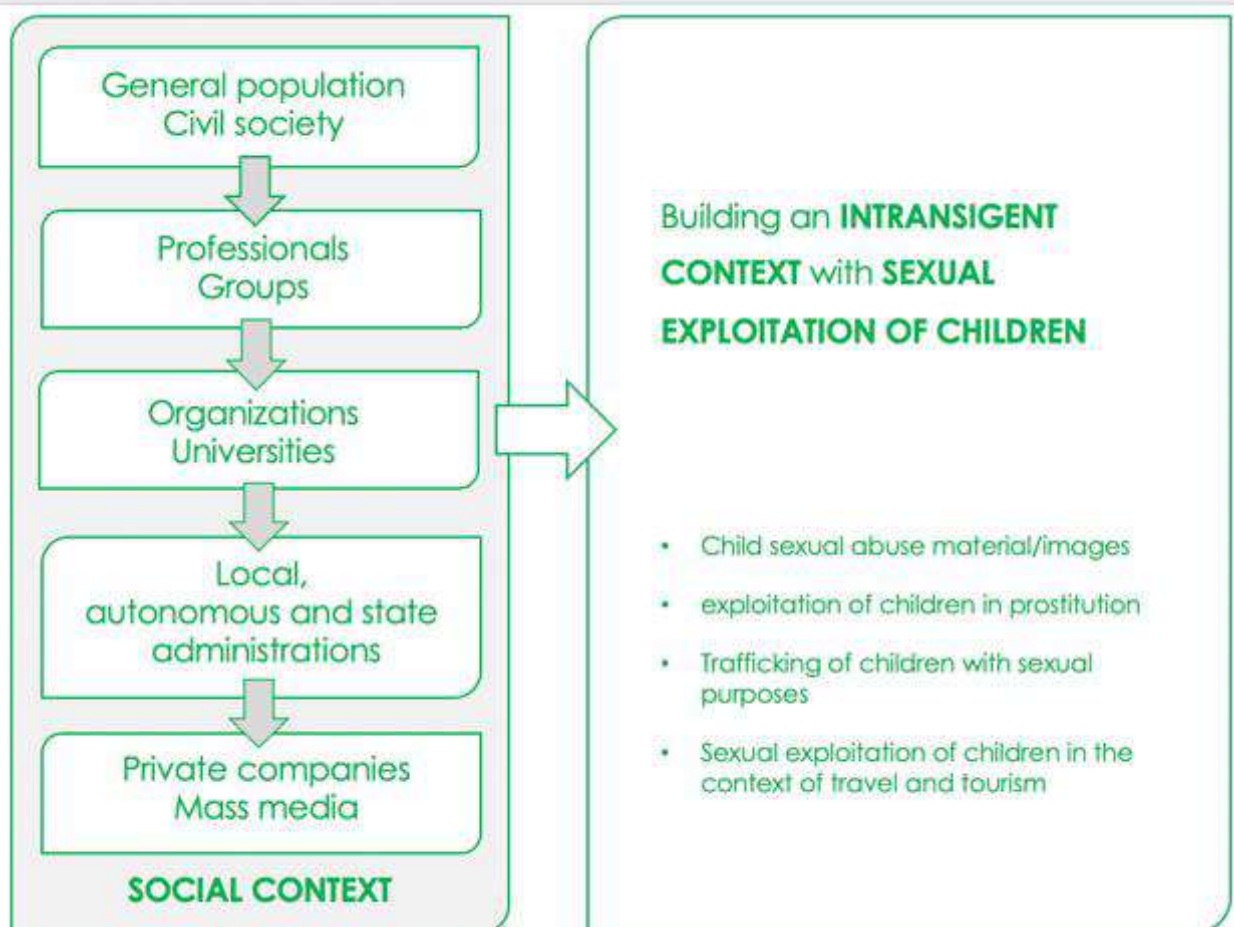 General population
Civil society
Professionals
Groups
Organizations
Universities
Local,
autonomous and state
administrations
Private companies
Mass media
SOCIAL CONTEXT
Building an INTRANSIGENT
CONTEXT with SEXUAL
EXPLOITATION OF CHILDREN
• Child sexual abuse material/images
• exploitation of children in prostitution
• Trafficking of children with sexual
purposes
• Sexual exploitation of children in the
context of travel and tourism